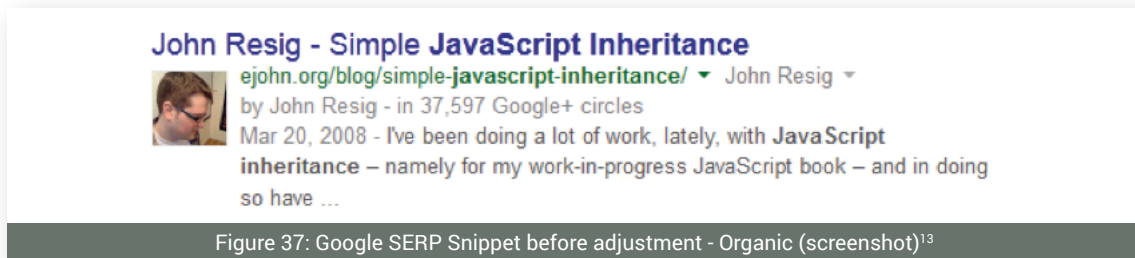 John Resig - Simple JavaScript Inheritance
ejohn.org/blog/simple-javascript-inheritance/ ▼ John Resig ▼
by John Resig - in 37,597 Google+ circles
Mar 20, 2008 - I've been doing a lot of work, lately, with JavaScript
inheritance – namely for my work-in-progress JavaScript book – and in doing
so have ...
Figure 37: Google SERP Snippet before adjustment - Organic (screenshot)¹³